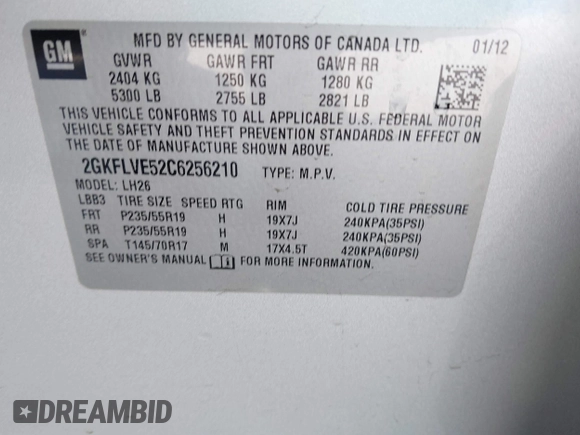 GM
MFD BY GENERAL MOTORS OF CANADA LTD. 01/12
GVWR GAWR FRT GAWR RR
2404 KG 1250 KG 1280 KG
5300 LB 2755 LB 2821 LB
THIS VEHICLE CONFORMS TO ALL APPLICABLE U.S. FEDERAL MOTOR
VEHICLE SAFETY AND THEFT PREVENTION STANDARDS IN EFFECT ON
THE DATE OF MANUFACTURE SHOWN ABOVE.
2GKFLVE52C6256210 TYPE: M.P.V.
MODEL: LH26
LBB3 TIRE SIZE SPEED RTG RIM COLD TIRE PRESSURE
FRT P235/55R19 H 19X7J 240KPA(35PSI)
RR P235/55R19 H 19X7J 240KPA(35PSI)
SPA T145/70R17 M 17X4.5T 420KPA(60PSI)
SEE OWNER'S MANUAL FOR MORE INFORMATION.
DREAMBID